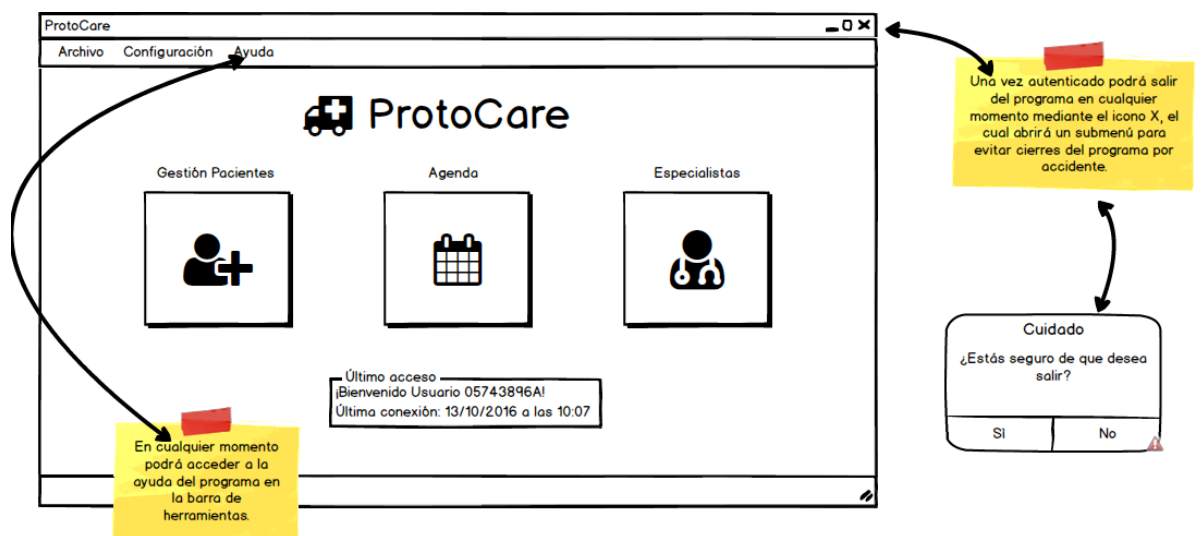 ProtoCare
Archivo Configuración Ayuda
ProtoCare
Gestión Pacientes Agenda Especialistas
Último acceso
¡Bienvenido Usuario 05743896A!
Última conexión: 13/10/2016 a las 10:07
En cualquier momento
podrá acceder a la
ayuda del programa en
la barra de
herramientas.
Una vez autenticado podrá salir
del programa en cualquier
momento mediante el icono X, el
cual abrirá un submenú para
evitar cierres del programa por
accidente.
Cuidado
¿Estás seguro de que desea
salir?
Sì No